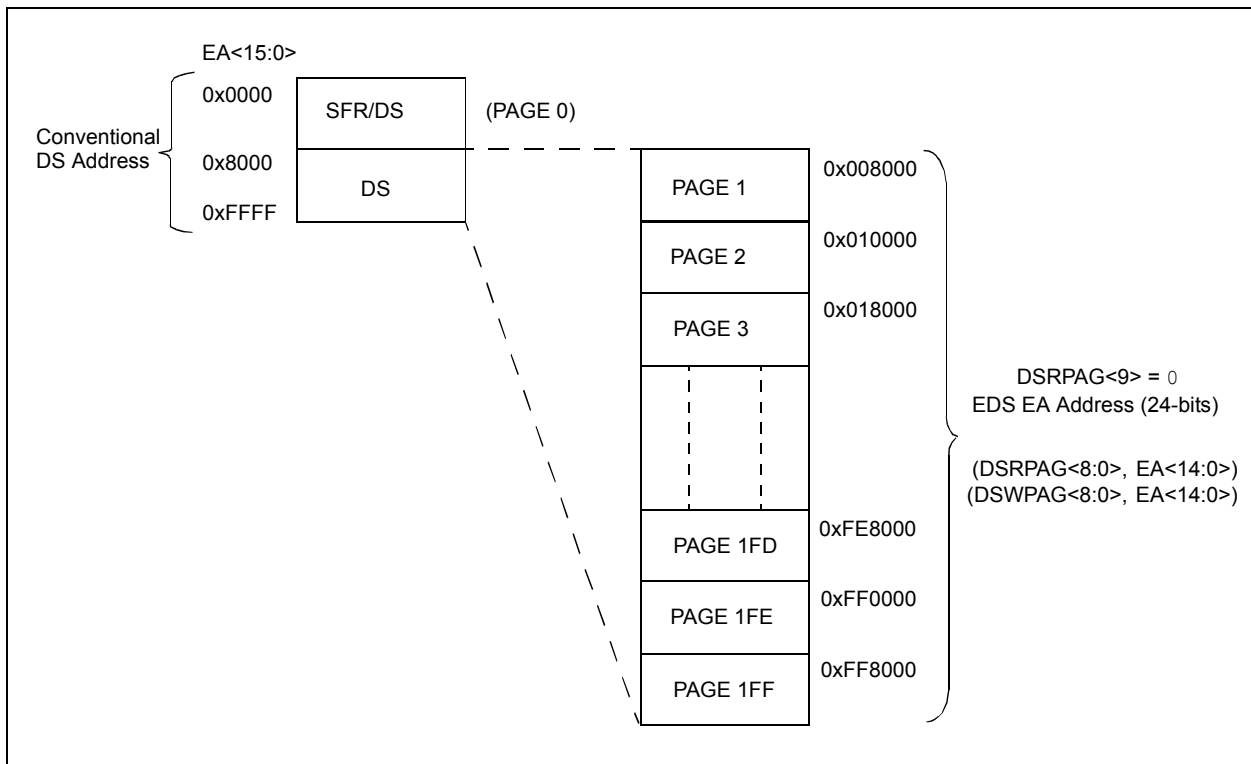 EA<15:0>
0x0000
SFR/DS
(PAGE 0)
Conventional
DS Address
0x8000
DS
0xFFFF
PAGE 1
0x008000
PAGE 2
0x010000
PAGE 3
0x018000
DSRPAG<9> = 0
EDS EA Address (24-bits)
(DSRPAG<8:0>, EA<14:0>)
(DSWPAG<8:0>, EA<14:0>)
PAGE 1FD
0xFE8000
PAGE 1FE
0xFF0000
PAGE 1FF
0xFF8000